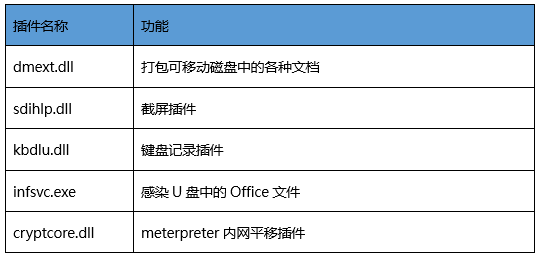 插件名称 功能
dmext.dll 打包可移动磁盘中的各种文档
sdihlp.dll 截屏插件
kbdlu.dll 键盘记录插件
infsvc.exe 感染 U 盘中的 Office 文件
cryptcore.dll meterpreter 内网平移插件